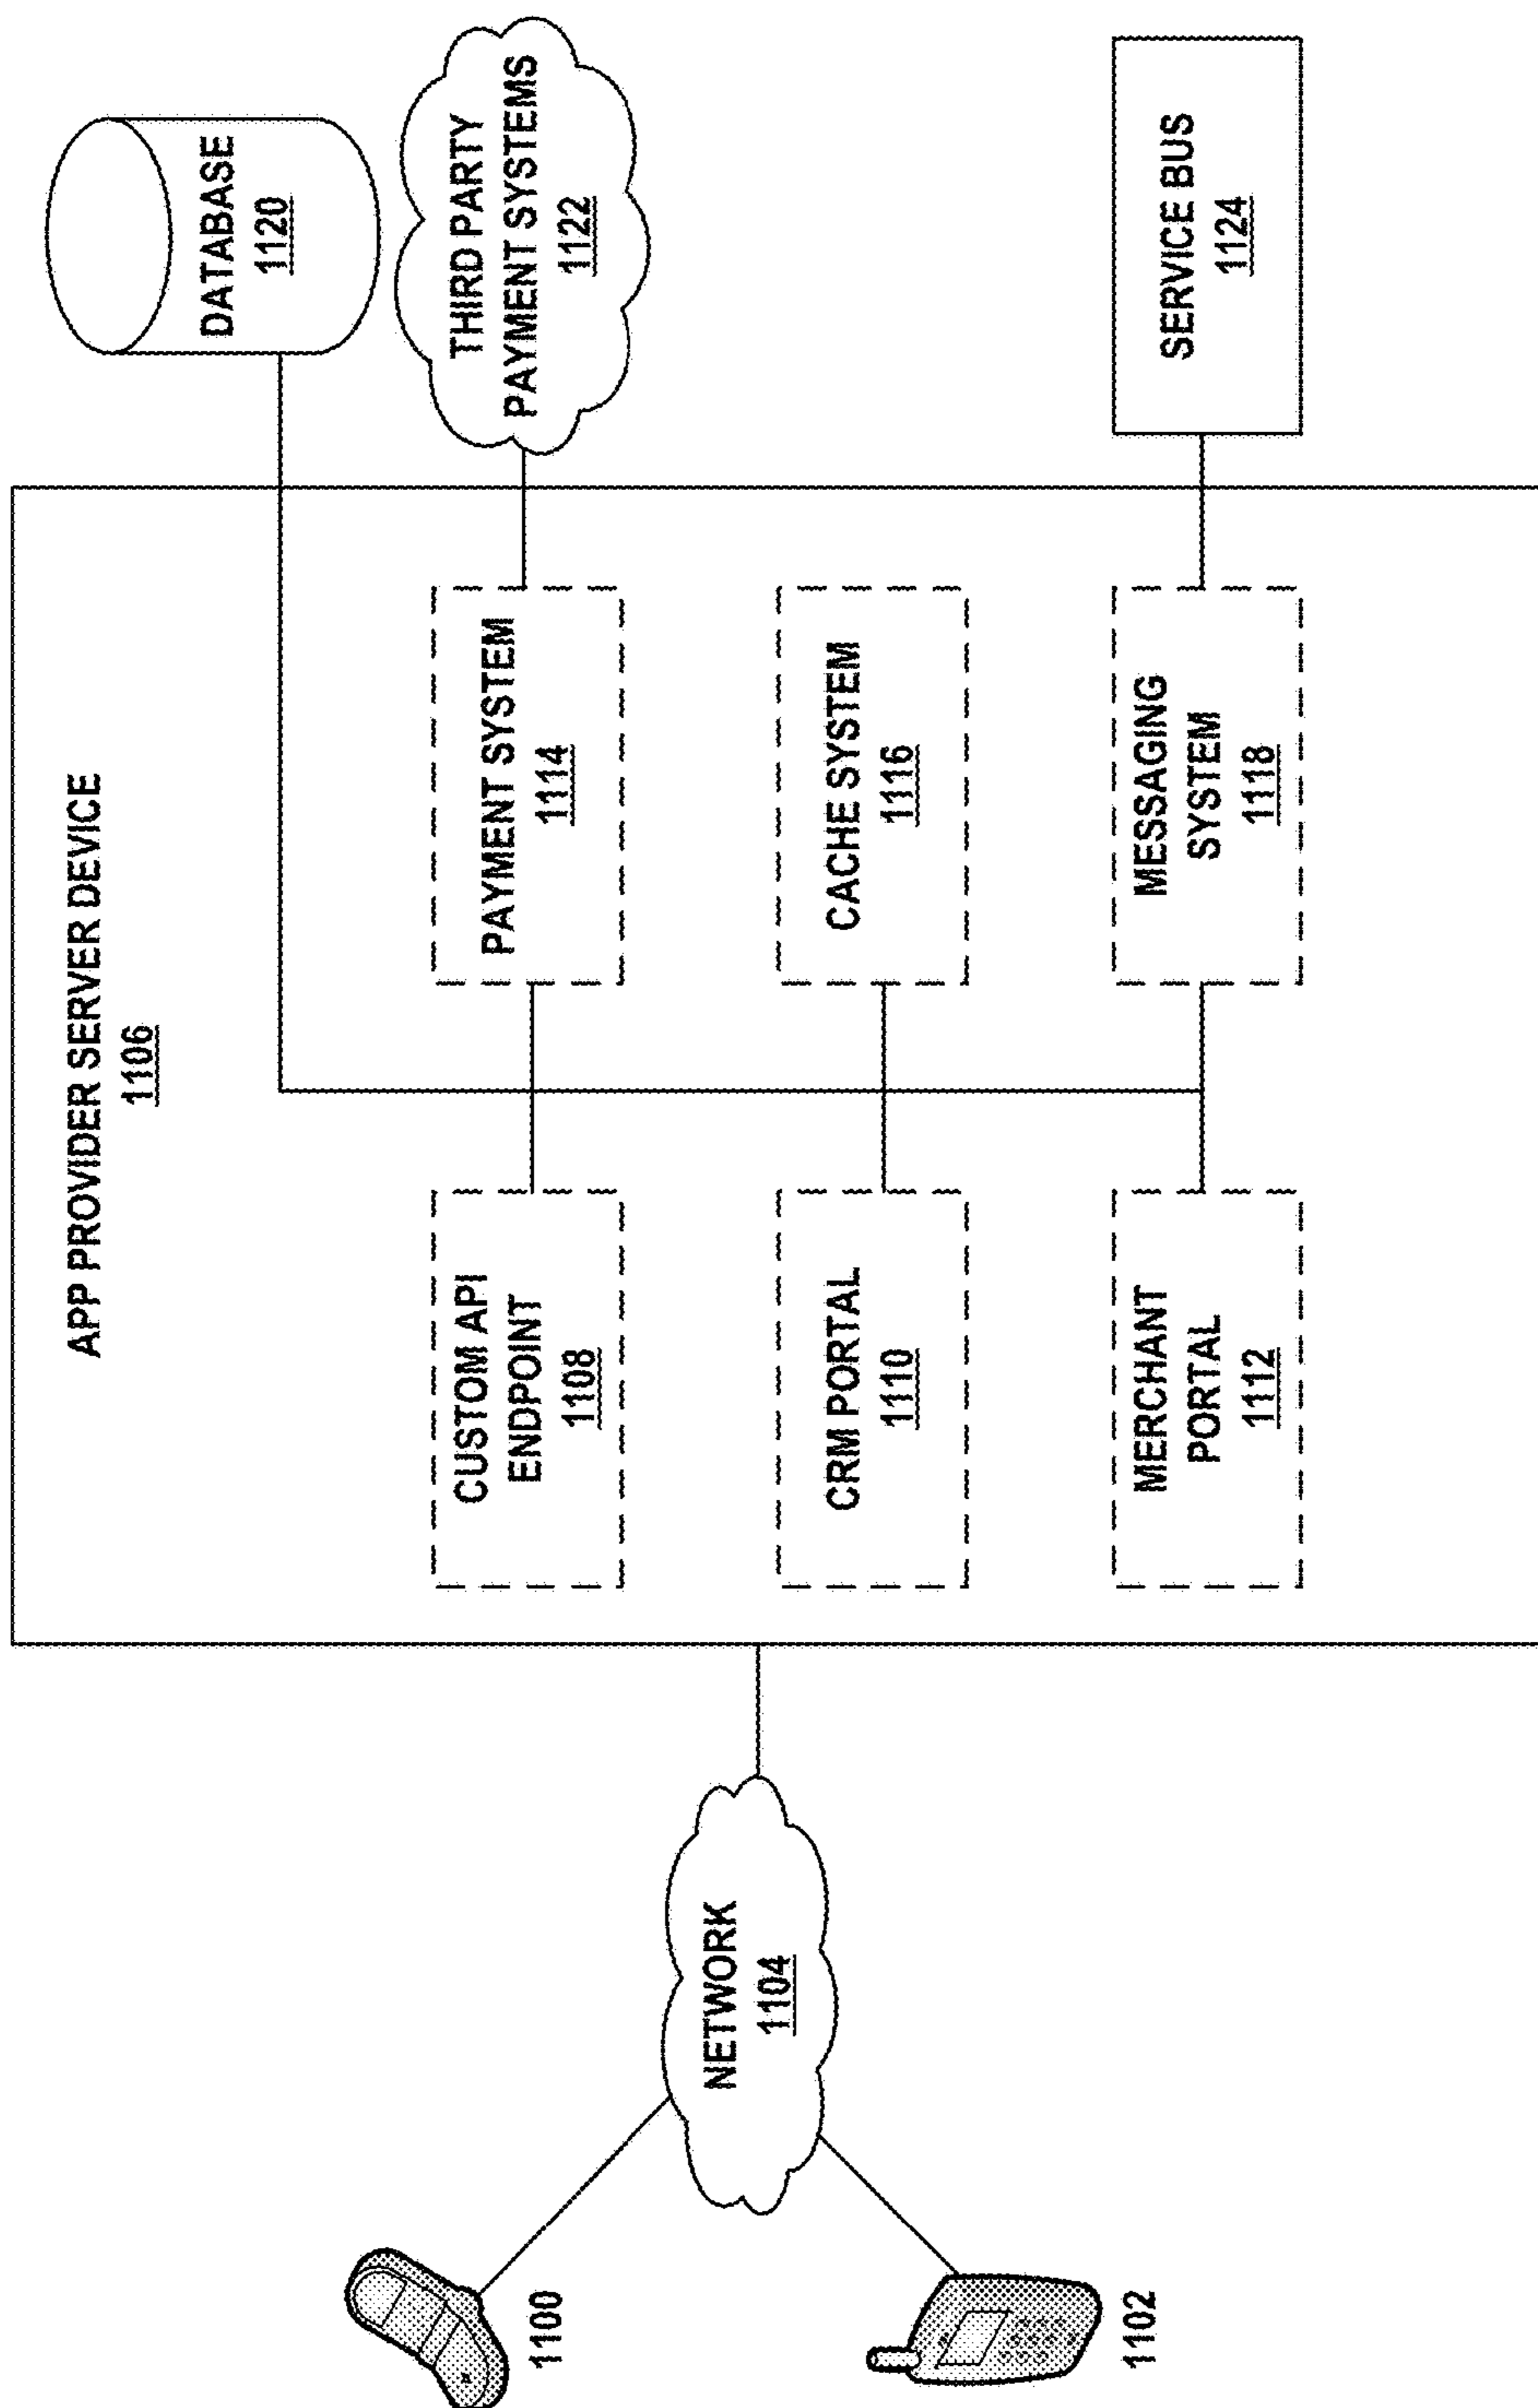 APP PROVIDER SERVER DEVICE
1106
DATABASE
1120
THIRD PARTY
PAYMENT SYSTEMS
1122
SERVICE BUS
1124
CUSTOM API
ENDPOINT
1108
PAYMENT SYSTEM
1114
CRM PORTAL
1110
CACHE SYSTEM
1116
MERCHANT
PORTAL
1112
MESSAGING
SYSTEM
1118
NETWORK
1104
1100
1102